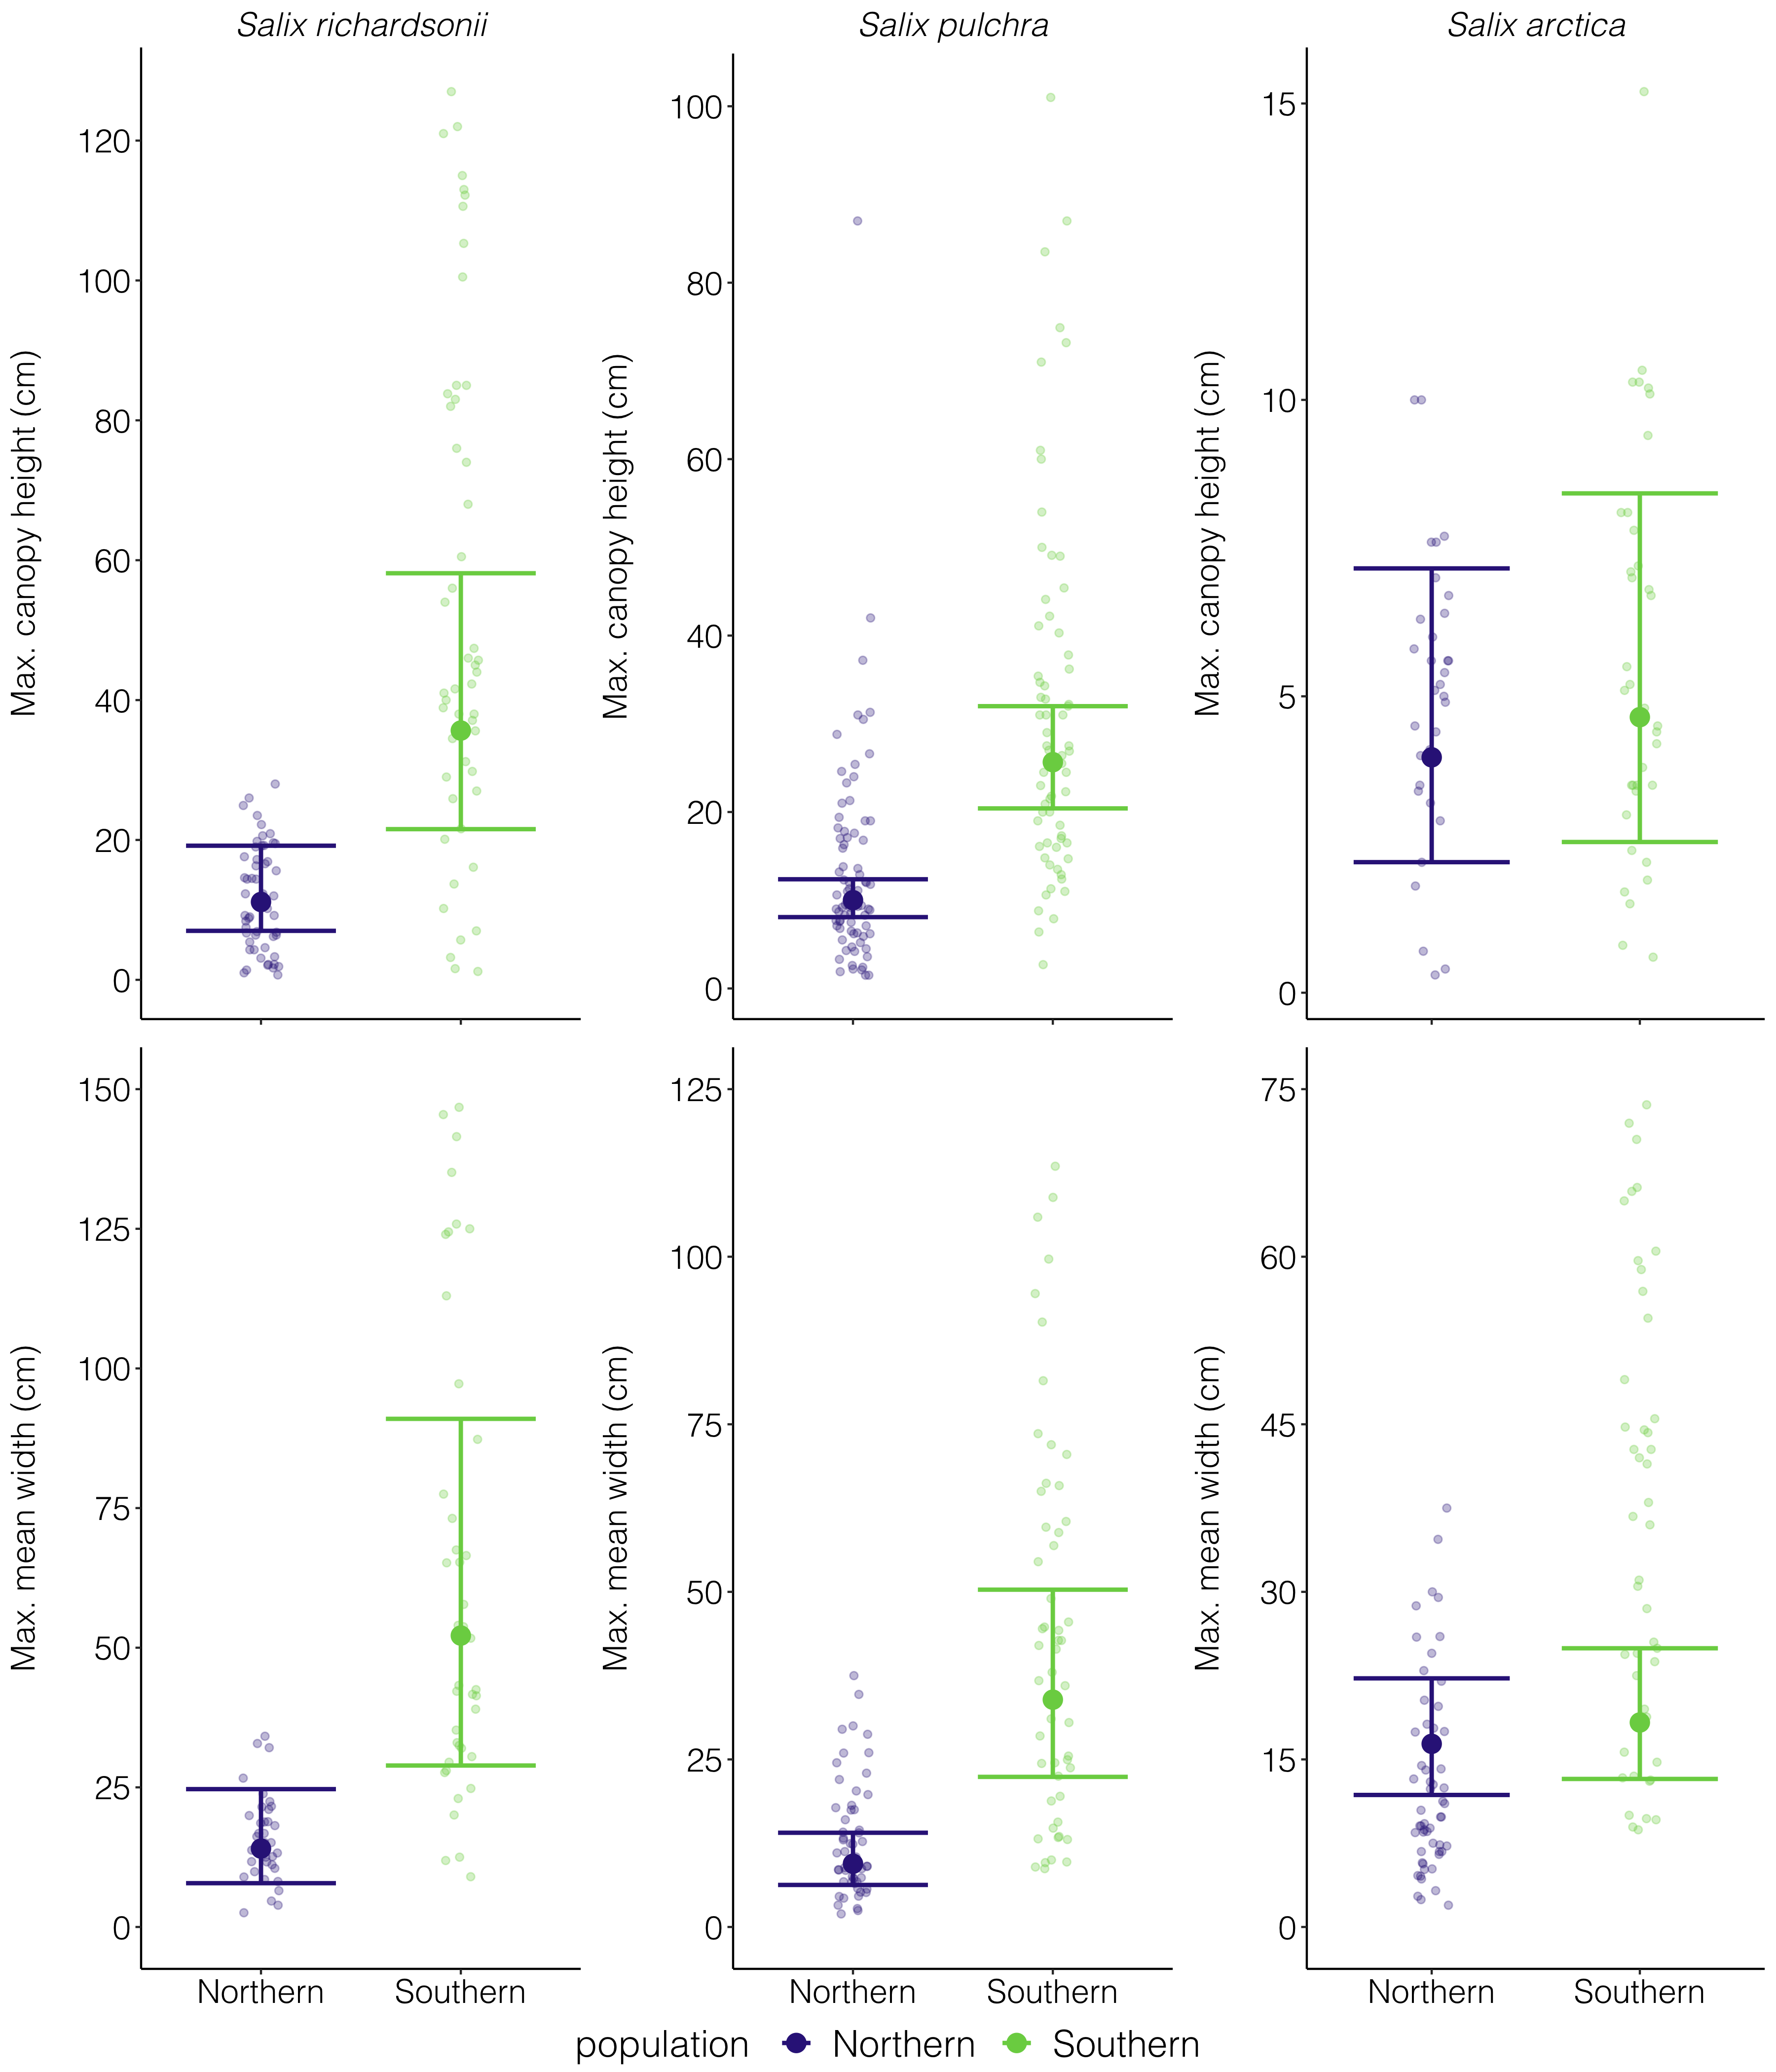 Salix richardsonii
Salix pulchra
Salix arctica
Max. canopy height (cm)
120
100
80
60
40
20
0
Max. canopy height (cm)
100
80
60
40
20
0
Max. canopy height (cm)
15
10
5
0
Max. mean width (cm)
150
125
100
75
50
25
0
Northern Southern
Max. mean width (cm)
125
100
75
50
25
0
Northern Southern
Max. mean width (cm)
75
60
45
30
15
0
Northern Southern
population Northern Southern